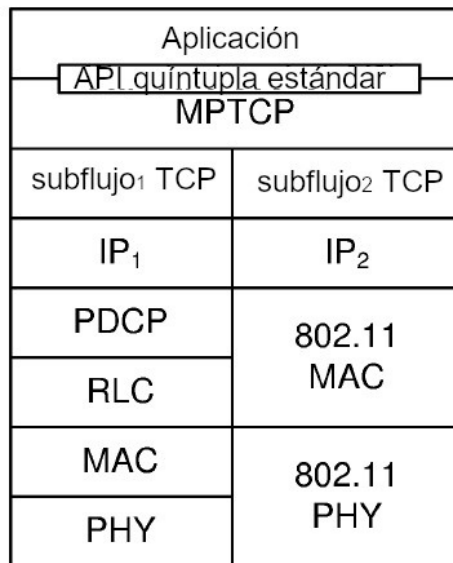 Aplicación
API quíntupla estándar
MPTCP
subflujo₁ TCP
subflujo₂ TCP
IP₁
IP₂
PDCP
802.11
MAC
RLC
MAC
802.11
PHY
PHY